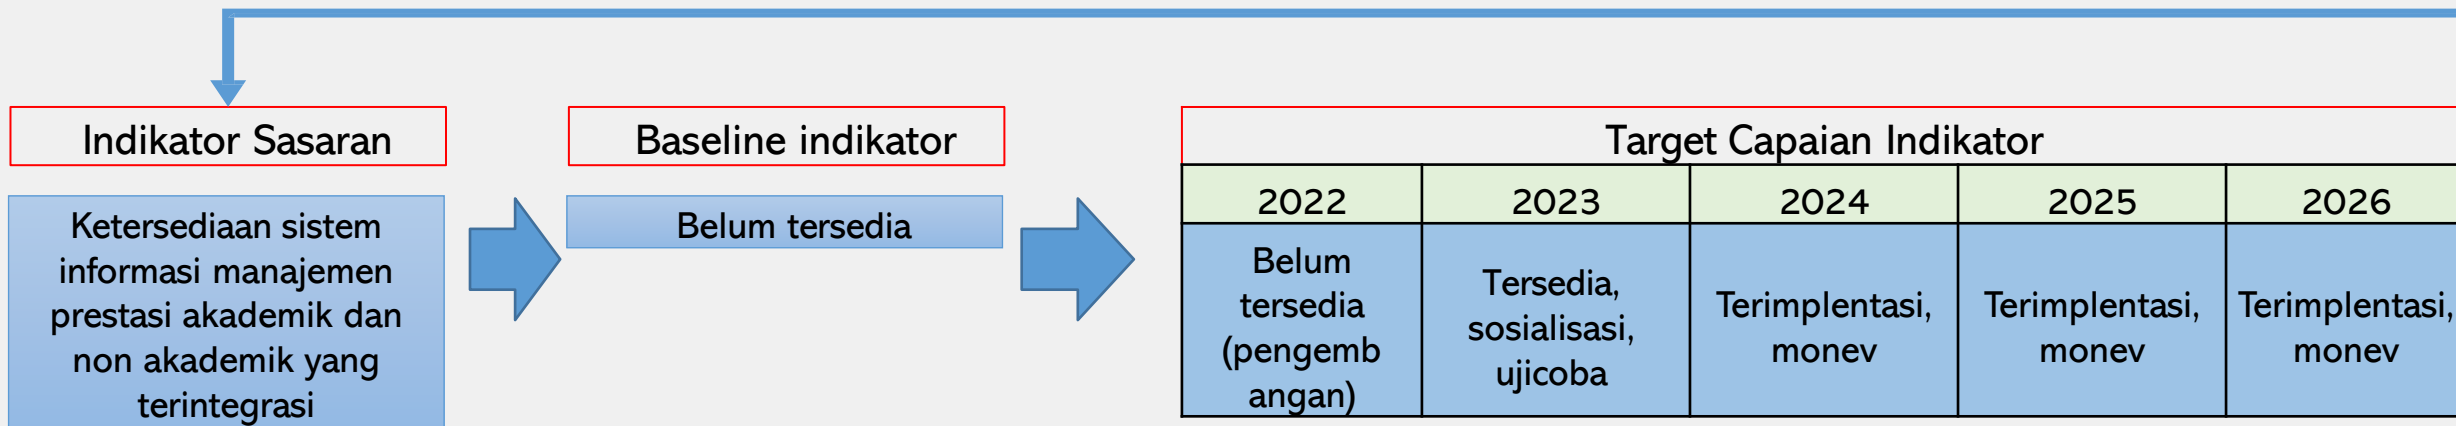 Indikator Sasaran
Ketersediaan sistem
informasi manajemen
prestasi akademik dan
non akademik yang
terintegrasi
Baseline indikator
Belum tersedia
Target Capaian Indikator
2022
2023
2024
2025
2026
Belum
tersedia
(pengemb
angan)
Tersedia,
sosialisasi,
ujicoba
Terimplentasi,
monev
Terimplentasi,
monev
Terimplentasi,
monev